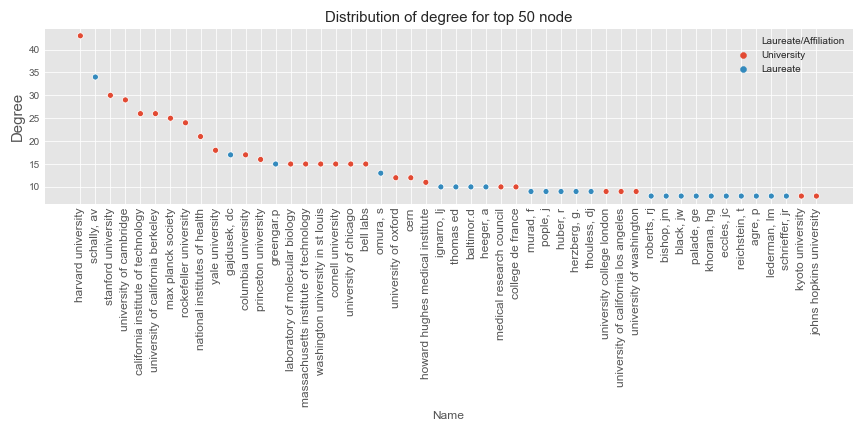 Distribution of degree for top 50 node
Laureate/Affiliation
University
Laureate
Degree
40
35
30
25
20
15
10
harvard university
schally, av
stanford university
university of cambridge
california institute of technology
university of california berkeley
max planck society
rockefeller university
national institutes of health
yale university
gajdusek, dc
columbia university
princeton university
greengar.p
laboratory of molecular biology
massachusetts institute of technology
washington university in st louis
cornell university
university of chicago
bell labs
omura, s
university of oxford
cern
howard hughes medical institute
ignarro, lj
thomas ed
baltimor.d
heeger, a
medical research council
college de france
murad, f
pople, j
huber, r
herzberg, g.
thouless, dj
university college london
university of california los angeles
university of washington
roberts, rj
bishop, jm
black, jw
palade, ge
khorana, hg
eccles, jc
reichstein, t
agre, p
lederman, lm
schrieffer, jr
kyoto university
johns hopkins university
Name